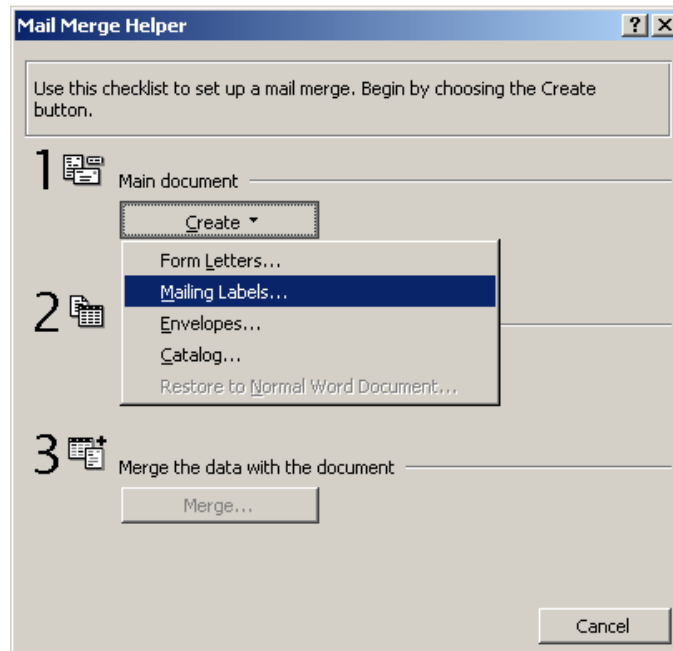 Mail Merge Helper
Use this checklist to set up a mail merge. Begin by choosing the Create
button.
1
Main document
Create
Form Letters...
Mailing Labels...
2
Envelopes...
Catalog...
Restore to Normal Word Document...
3
Merge the data with the document
Merge...
Cancel